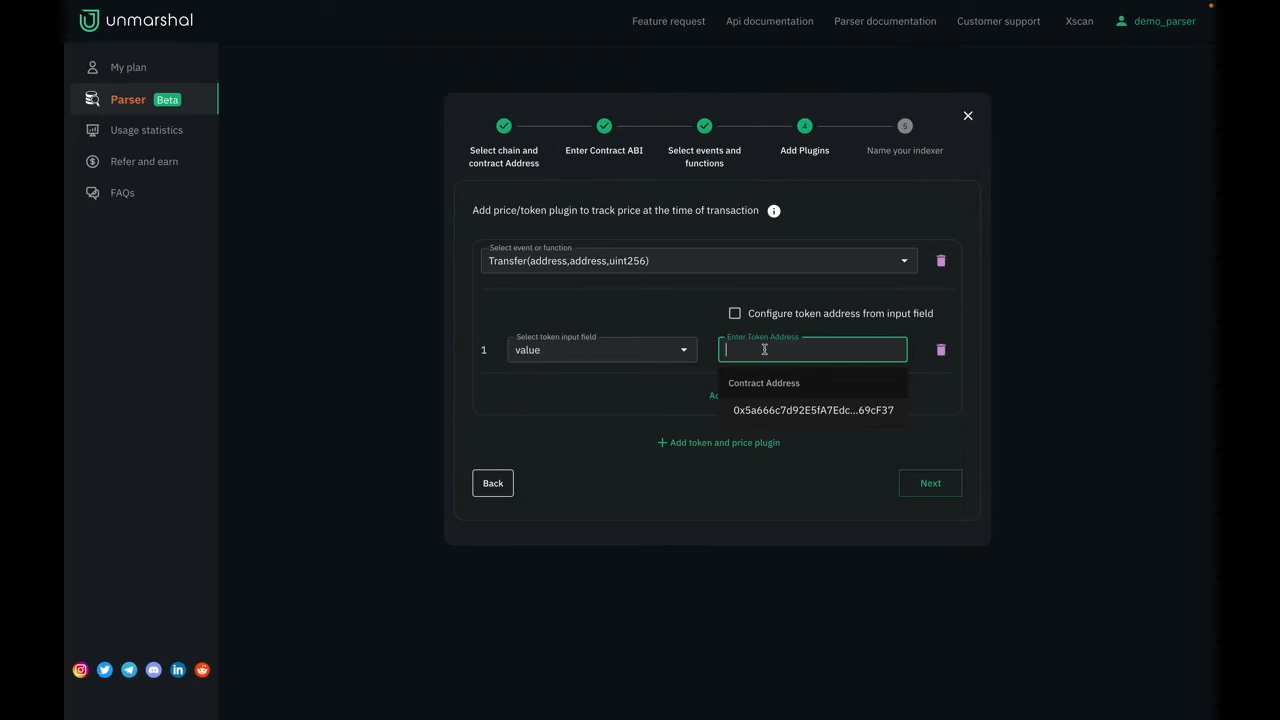 unmarshal
Feature request
Api documentation
Parser documentation
Customer support
Xscan
demo_parser
My plan
Parser Beta
Usage statistics
Refer and earn
FAQs
4
5
Select chain and
contract Address
Enter Contract ABI
Select events and
functions
Add Plugins
Name your indexer
Add price/token plugin to track price at the time of transaction
Select event or function
Transfer(address,address,uint256)
Configure token address from input field
1
Select token input field
value
Enter Token Address
Contract Address
0x5a666c7d92E5fA7Edc...69cF37
+ Add token and price plugin
Back
Next